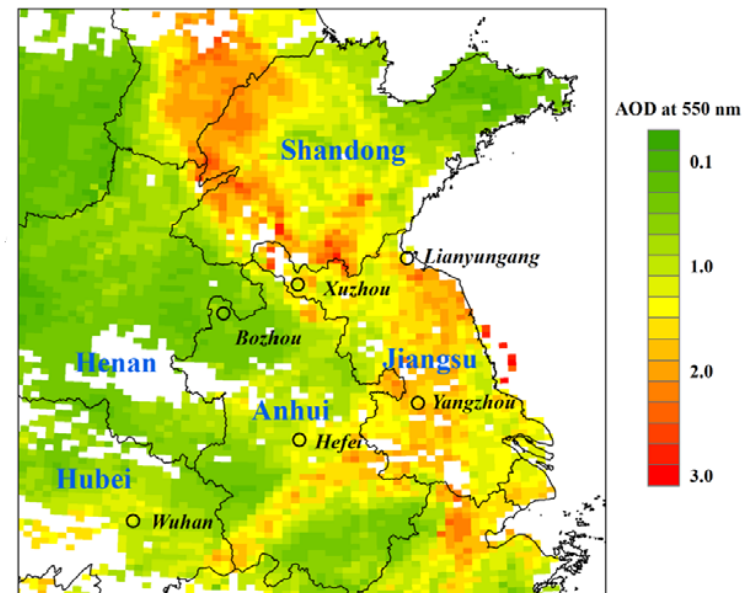 AOD at 550 nm
0.1
Shandong
Lianyungang
1.0
Xuzhou
Bozhou
Henan
Jiangsu
2.0
Anhui
Yangzhou
Hefei
Hubei
3.0
Wuhan